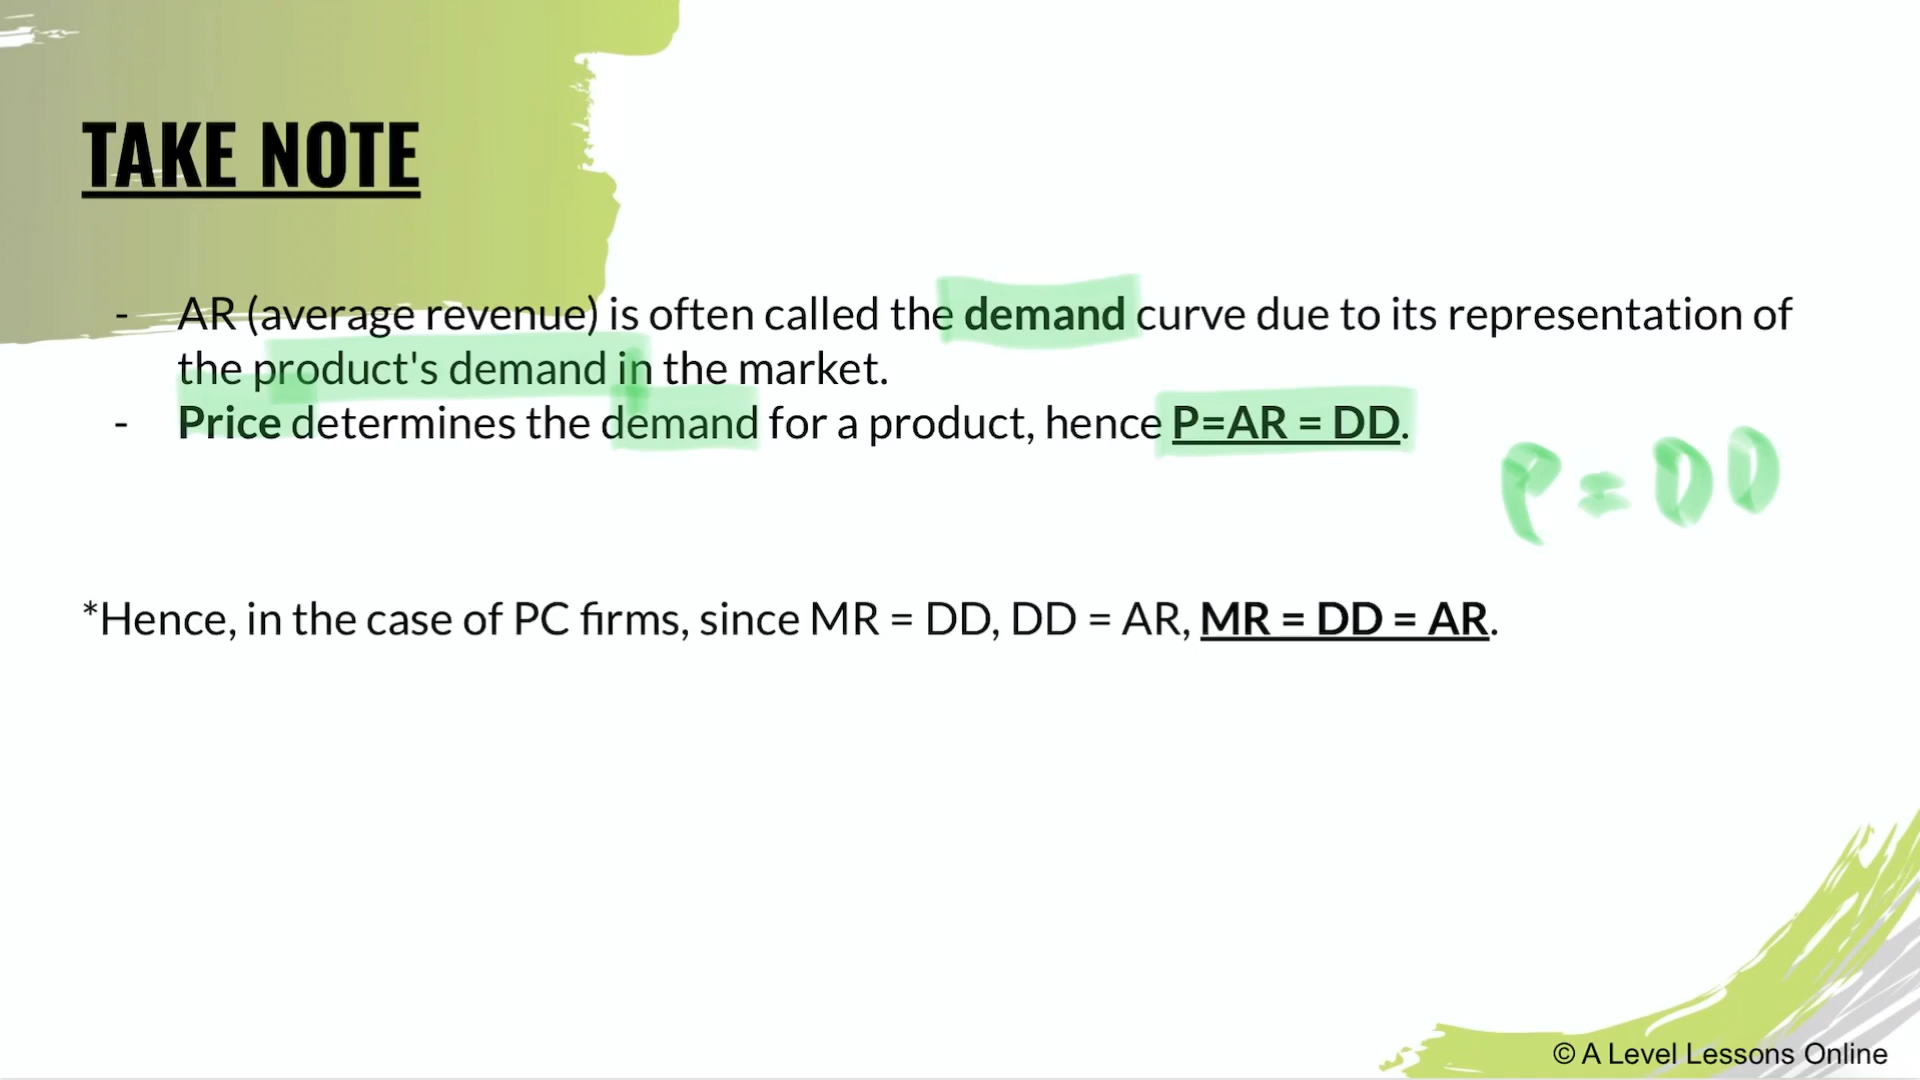 TAKE NOTE
- AR (average revenue) is often called the demand curve due to its representation of
the product's demand in the market.
- Price determines the demand for a product, hence P=AR = DD.
P = DD
*Hence, in the case of PC firms, since MR = DD, DD = AR, MR = DD = AR.
© A Level Lessons Online